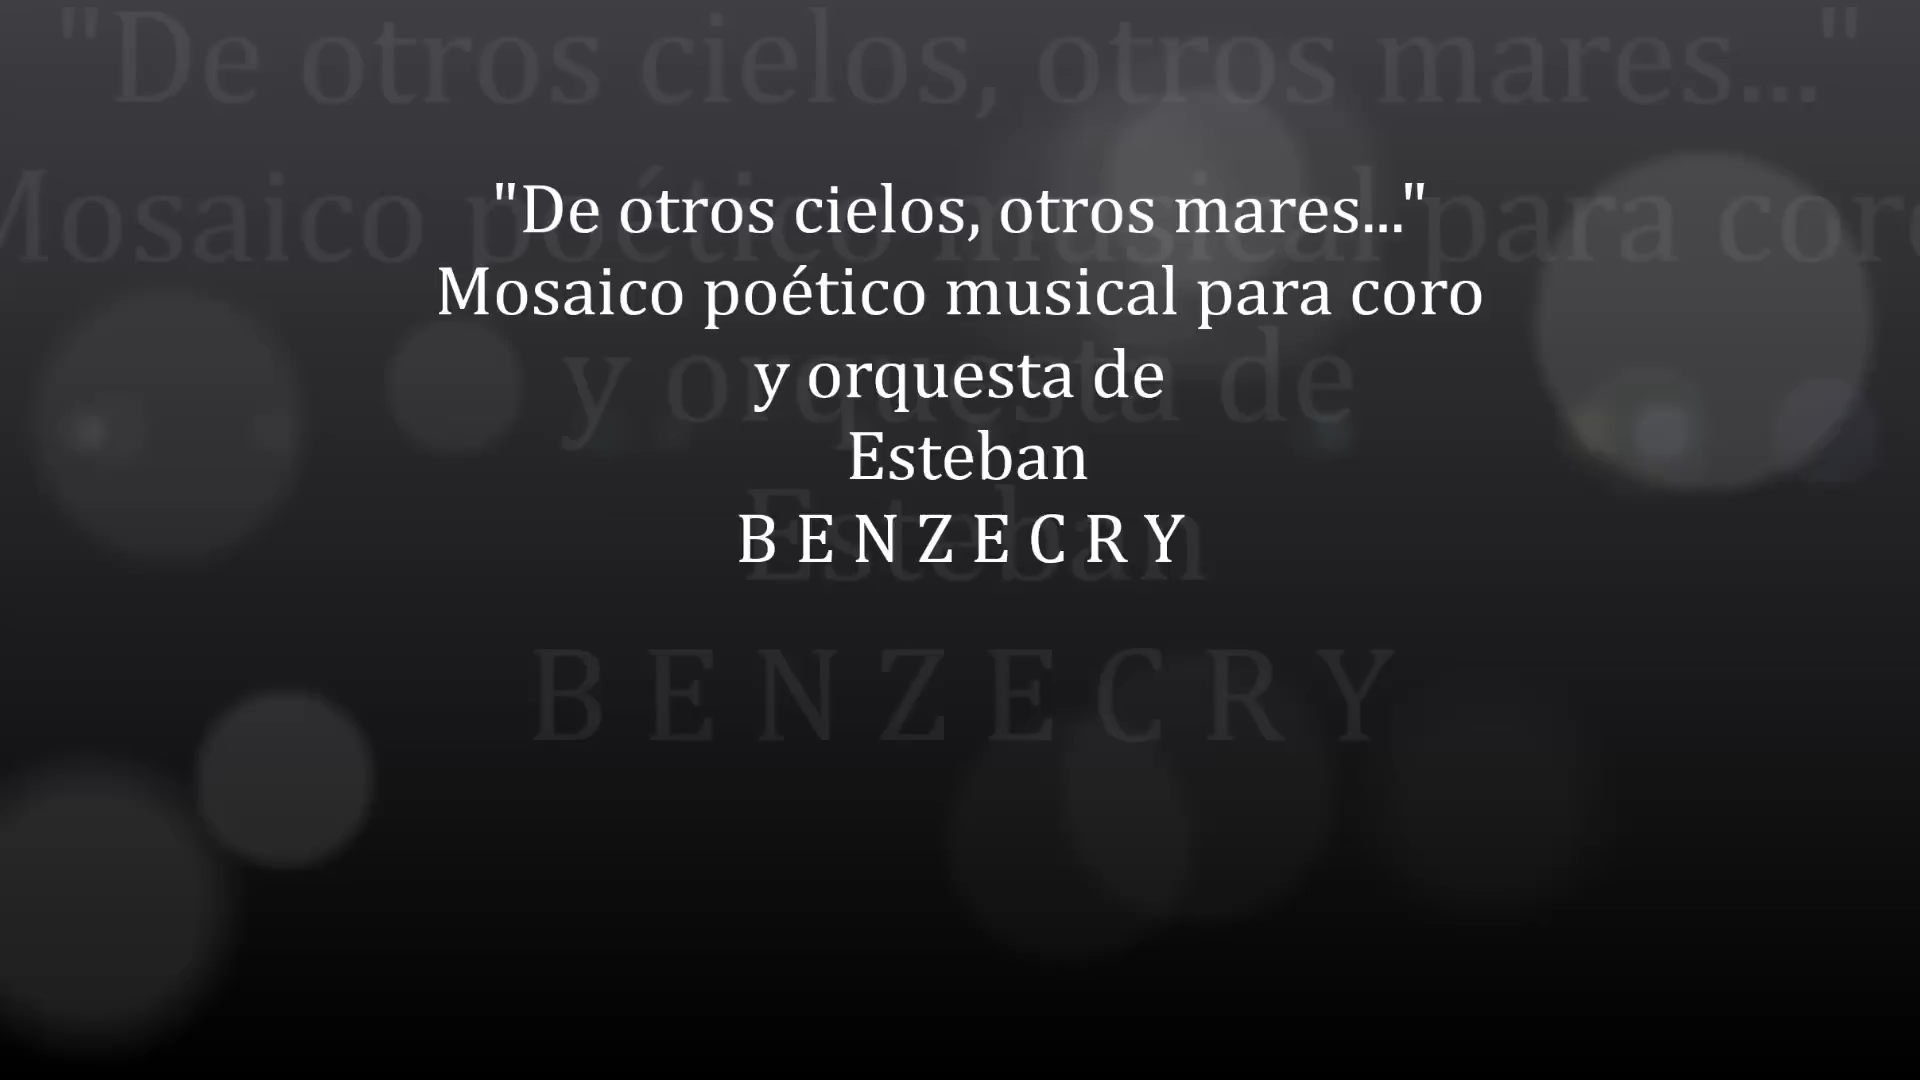 "De otros cielos, otros mares..."
Mosaico poético musical para coro
y orquesta de
Esteban
B E N Z E C R Y